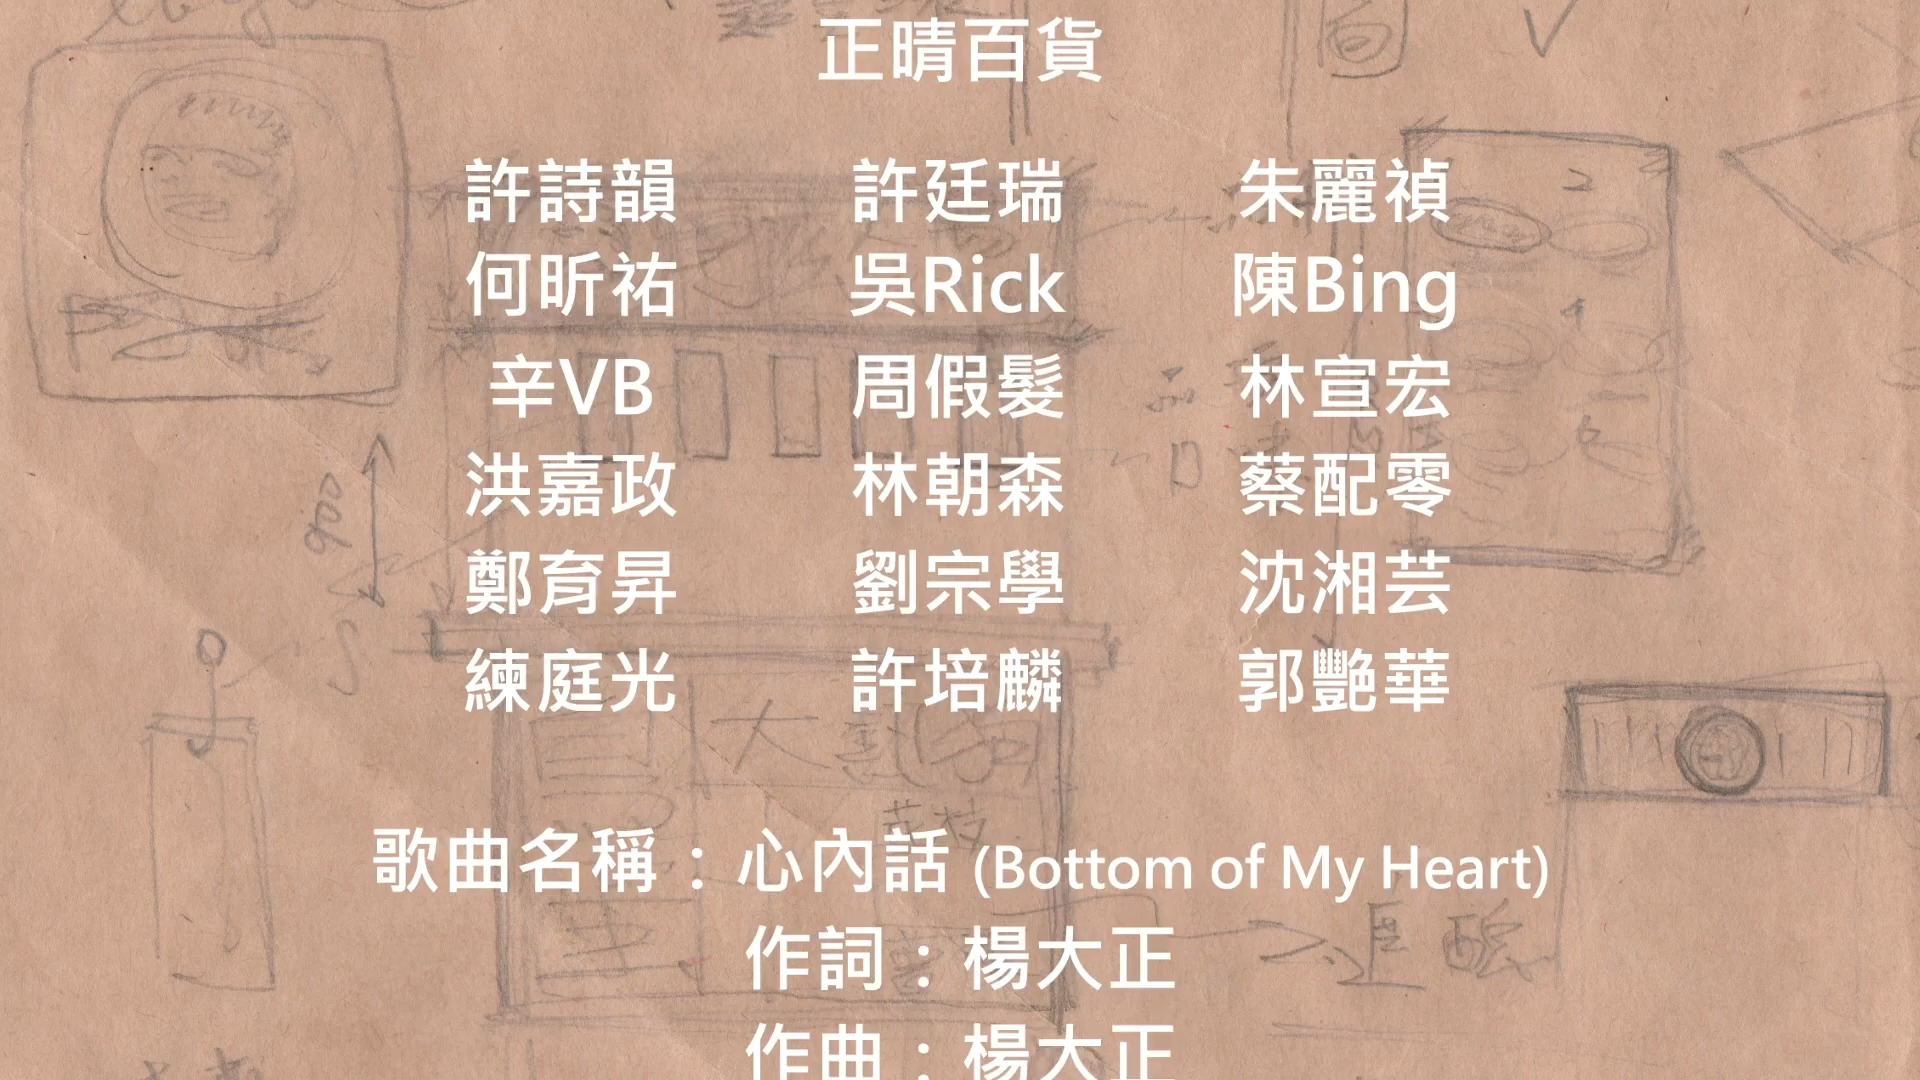 正晴百貨
許詩韻 許廷瑞 朱麗禎
何昕祐 吳Rick 陳Bing
辛VB 周假髮 林宣宏
洪嘉政 林朝森 蔡配零
鄭育昇 劉宗學 沈湘芸
練庭光 許培麟 郭艷華
900
2
大
6
歌曲名稱：心內話 (Bottom of My Heart)
作詞：楊大正
作曲：楊大正